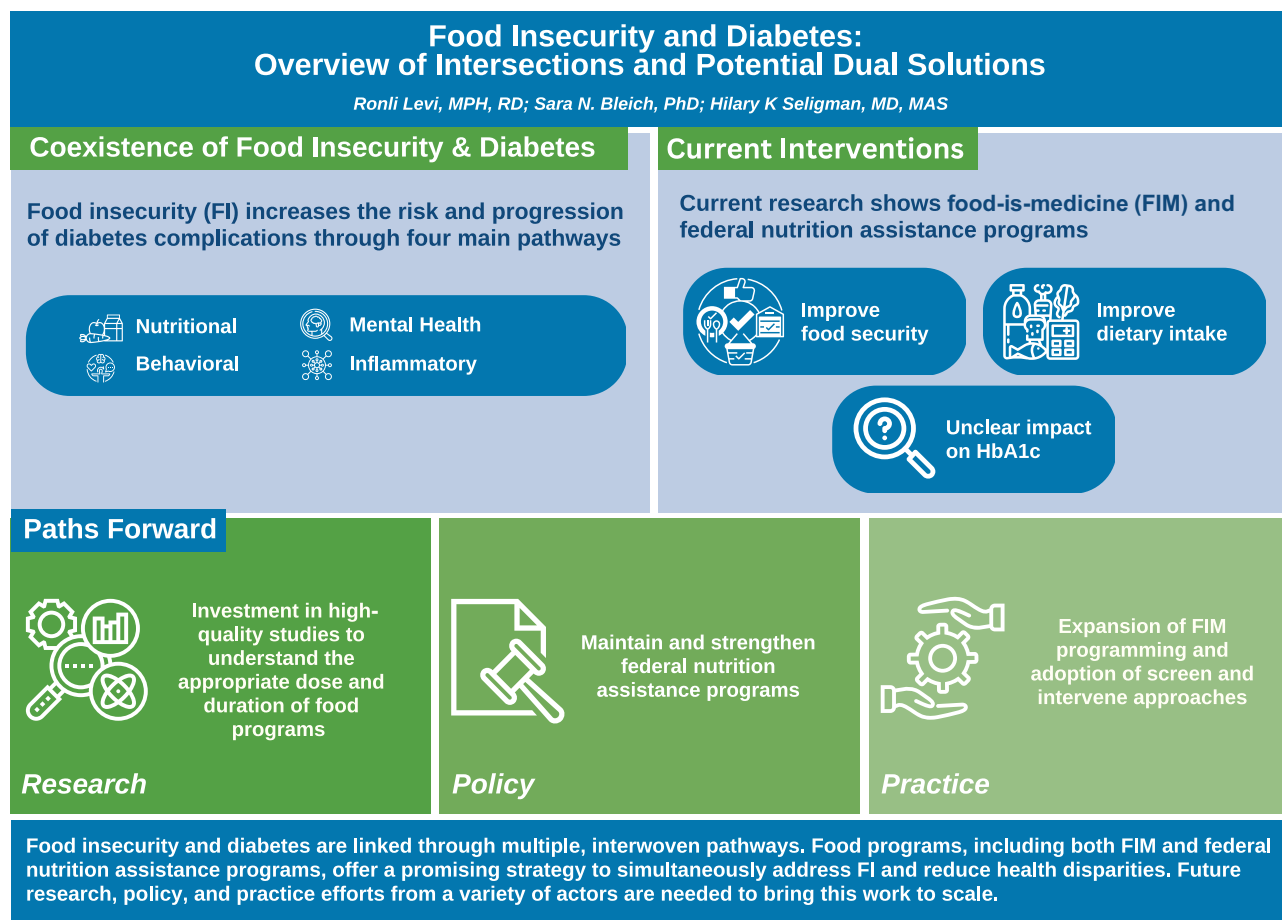 Food Insecurity and Diabetes:
Overview of Intersections and Potential Dual Solutions
Ronli Levi, MPH, RD; Sara N. Bleich, PhD; Hilary K Seligman, MD, MAS
Coexistence of Food Insecurity & Diabetes
Food insecurity (FI) increases the risk and progression
of diabetes complications through four main pathways
Nutritional
Mental Health
Behavioral
Inflammatory
Current Interventions
Current research shows food-is-medicine (FIM) and
federal nutrition assistance programs
Improve
food security
Improve
dietary intake
?
Unclear impact
on HbA1c
Paths Forward
Investment in high-
quality studies to
understand the
appropriate dose and
duration of food
programs
Research
Maintain and strengthen
federal nutrition
assistance programs
Policy
Expansion of FIM
programming and
adoption of screen and
intervene approaches
Practice
Food insecurity and diabetes are linked through multiple, interwoven pathways. Food programs, including both FIM and federal
nutrition assistance programs, offer a promising strategy to simultaneously address FI and reduce health disparities. Future
research, policy, and practice efforts from a variety of actors are needed to bring this work to scale.